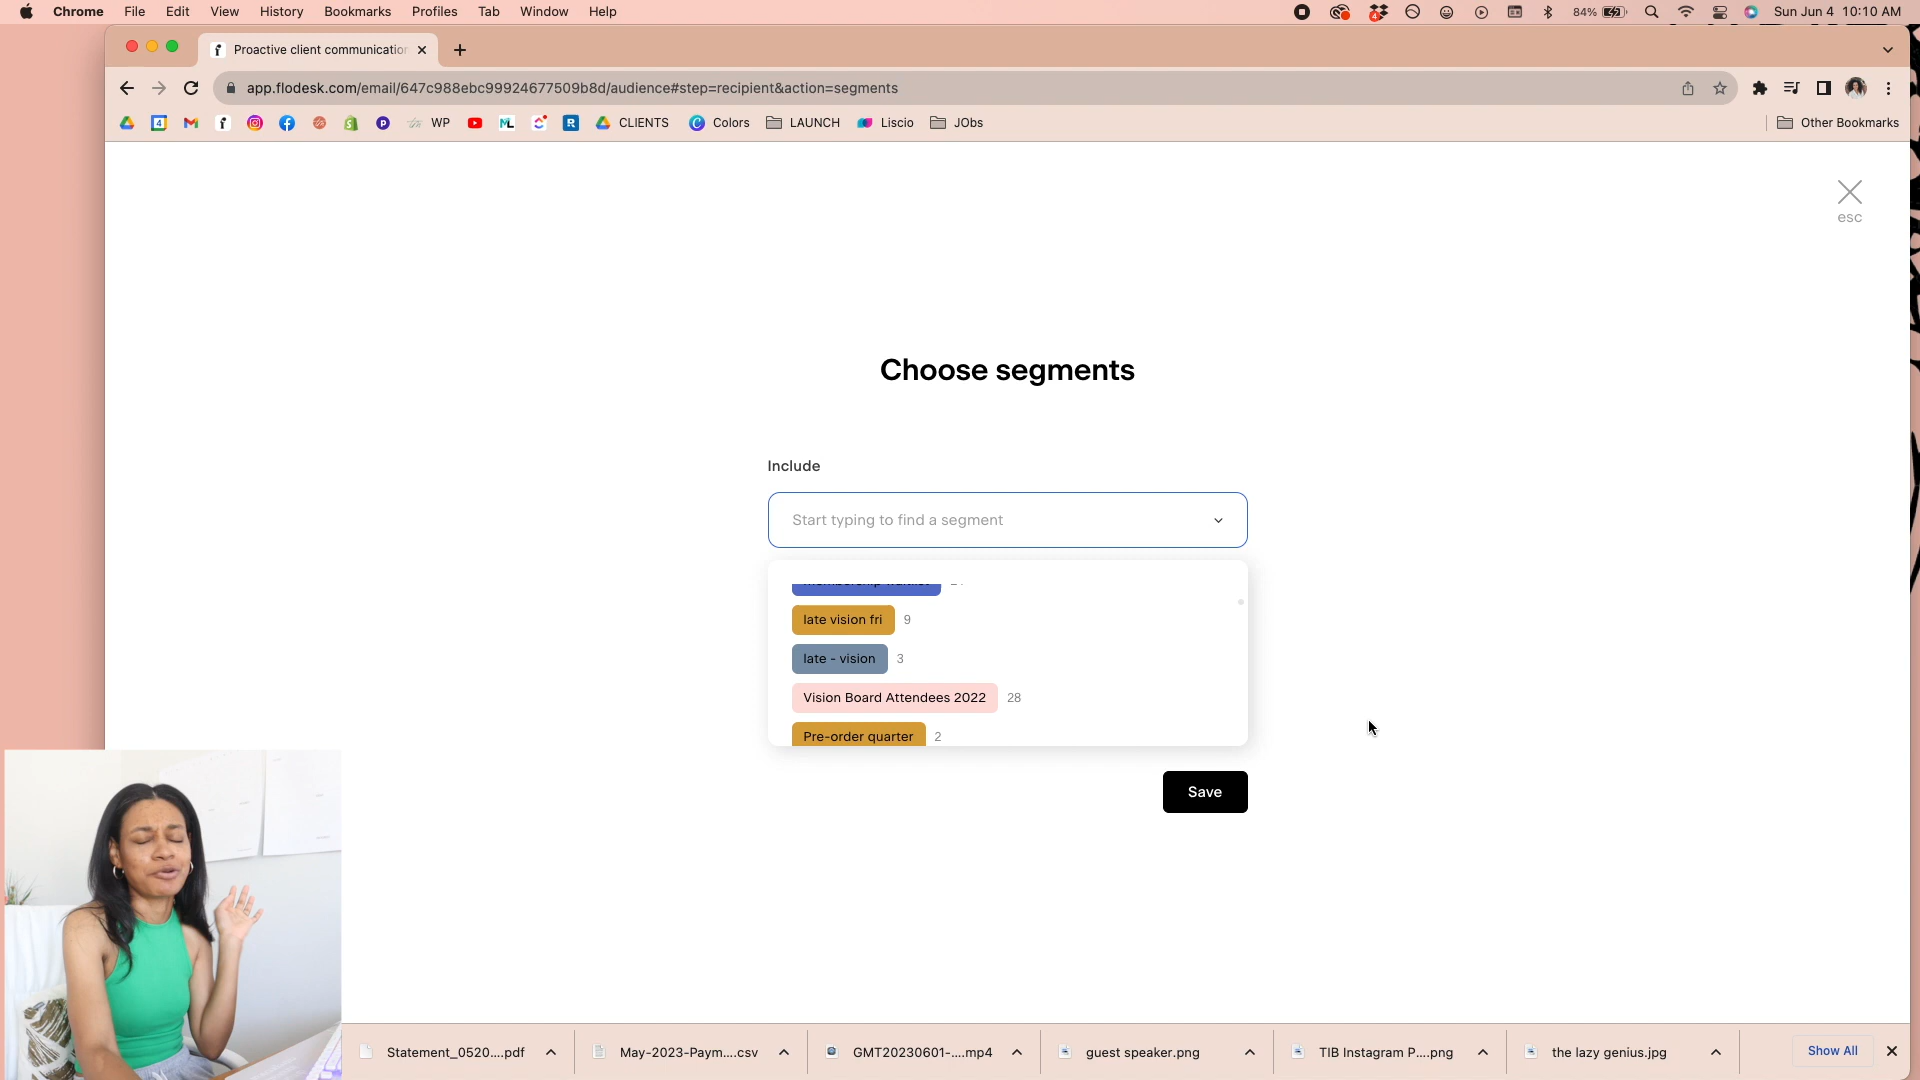 Chrome File Edit View History Bookmarks Profiles Tab Window Help
4
84%
Sun Jun 4 10:10 AM
Proactive client communication
app.flodesk.com/email/647c988ebc99924677509b8d/audience#step=recipient&action=segments
4
WP
CLIENTS
Colors
LAUNCH
Liscio
JObs
Other Bookmarks
esc
Choose segments
Include
Start typing to find a segment
late vision fri 9
late - vision 3
Vision Board Attendees 2022 28
Pre-order quarter 2
Save
Statement_0520....pdf
May-2023-Paym....csv
GMT20230601-....mp4
guest speaker.png
TIB Instagram P....png
the lazy genius.jpg
Show All